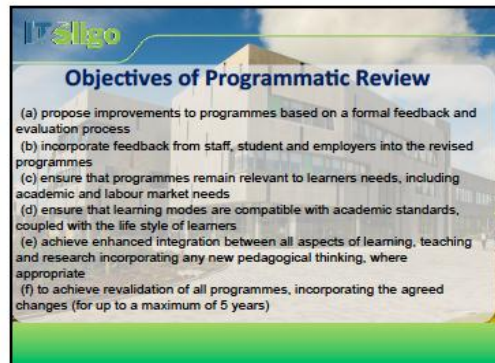 IT Sligo
Objectives of Programmatic Review
(a) propose improvements to programmes based on a formal feedback and
evaluation process
(b) incorporate feedback from staff, student and employers into the revised
programmes
(c) ensure that programmes remain relevant to learners needs, including
academic and labour market needs
(d) ensure that learning modes are compatible with academic standards,
coupled with the life style of learners
(e) achieve enhanced integration between all aspects of learning, teaching
and research incorporating any new pedagogical thinking, where
appropriate
(f) to achieve revalidation of all programmes, incorporating the agreed
changes (for up to a maximum of 5 years)